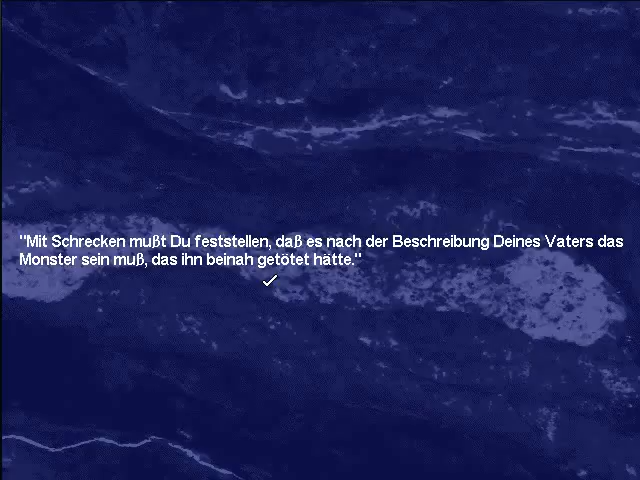 "Mit Schrecken mußt Du feststellen, daß es nach der Beschreibung Deines Vaters das
Monster sein muß, das ihn beinah getötet hätte."